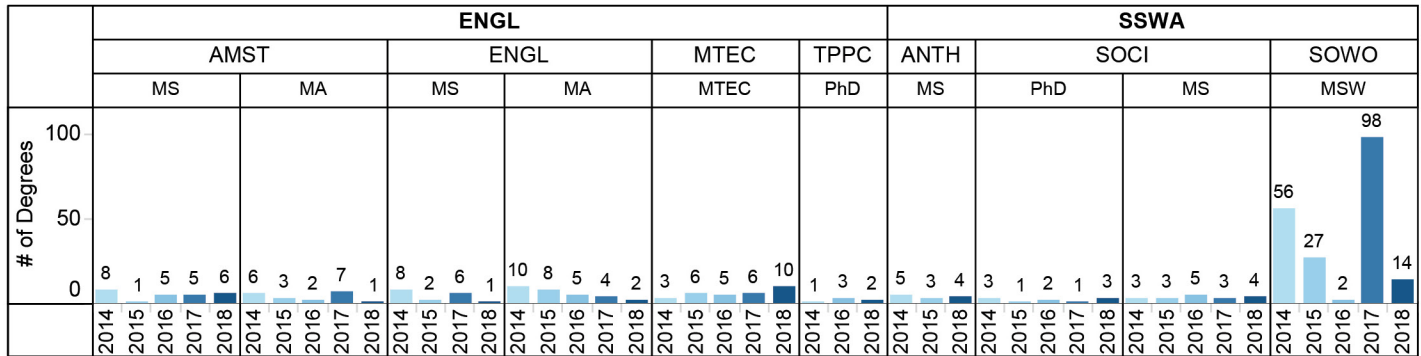 ENGL SSWA
AMST ENGL MTEC TPPC ANTH SOCI SOWO
MS MA MS MA MTEC PhD MS PhD MS MSW
# of Degrees
100
50
0
8 1 5 5 6 6 3 2 7 1 8 2 6 1 10 8 5 4 2 3 6 5 6 10 1 3 2 5 3 4 3 1 2 1 3 3 3 5 3 4 56 27 2 98 14
2014 2015 2016 2017 2018 2014 2015 2016 2017 2018 2014 2015 2017 2018 2014 2015 2016 2017 2018 2014 2015 2016 2017 2018 2014 2016 2018 2014 2015 2018 2014 2015 2016 2017 2018 2014 2015 2016 2017 2018 2014 2015 2016 2017 2018